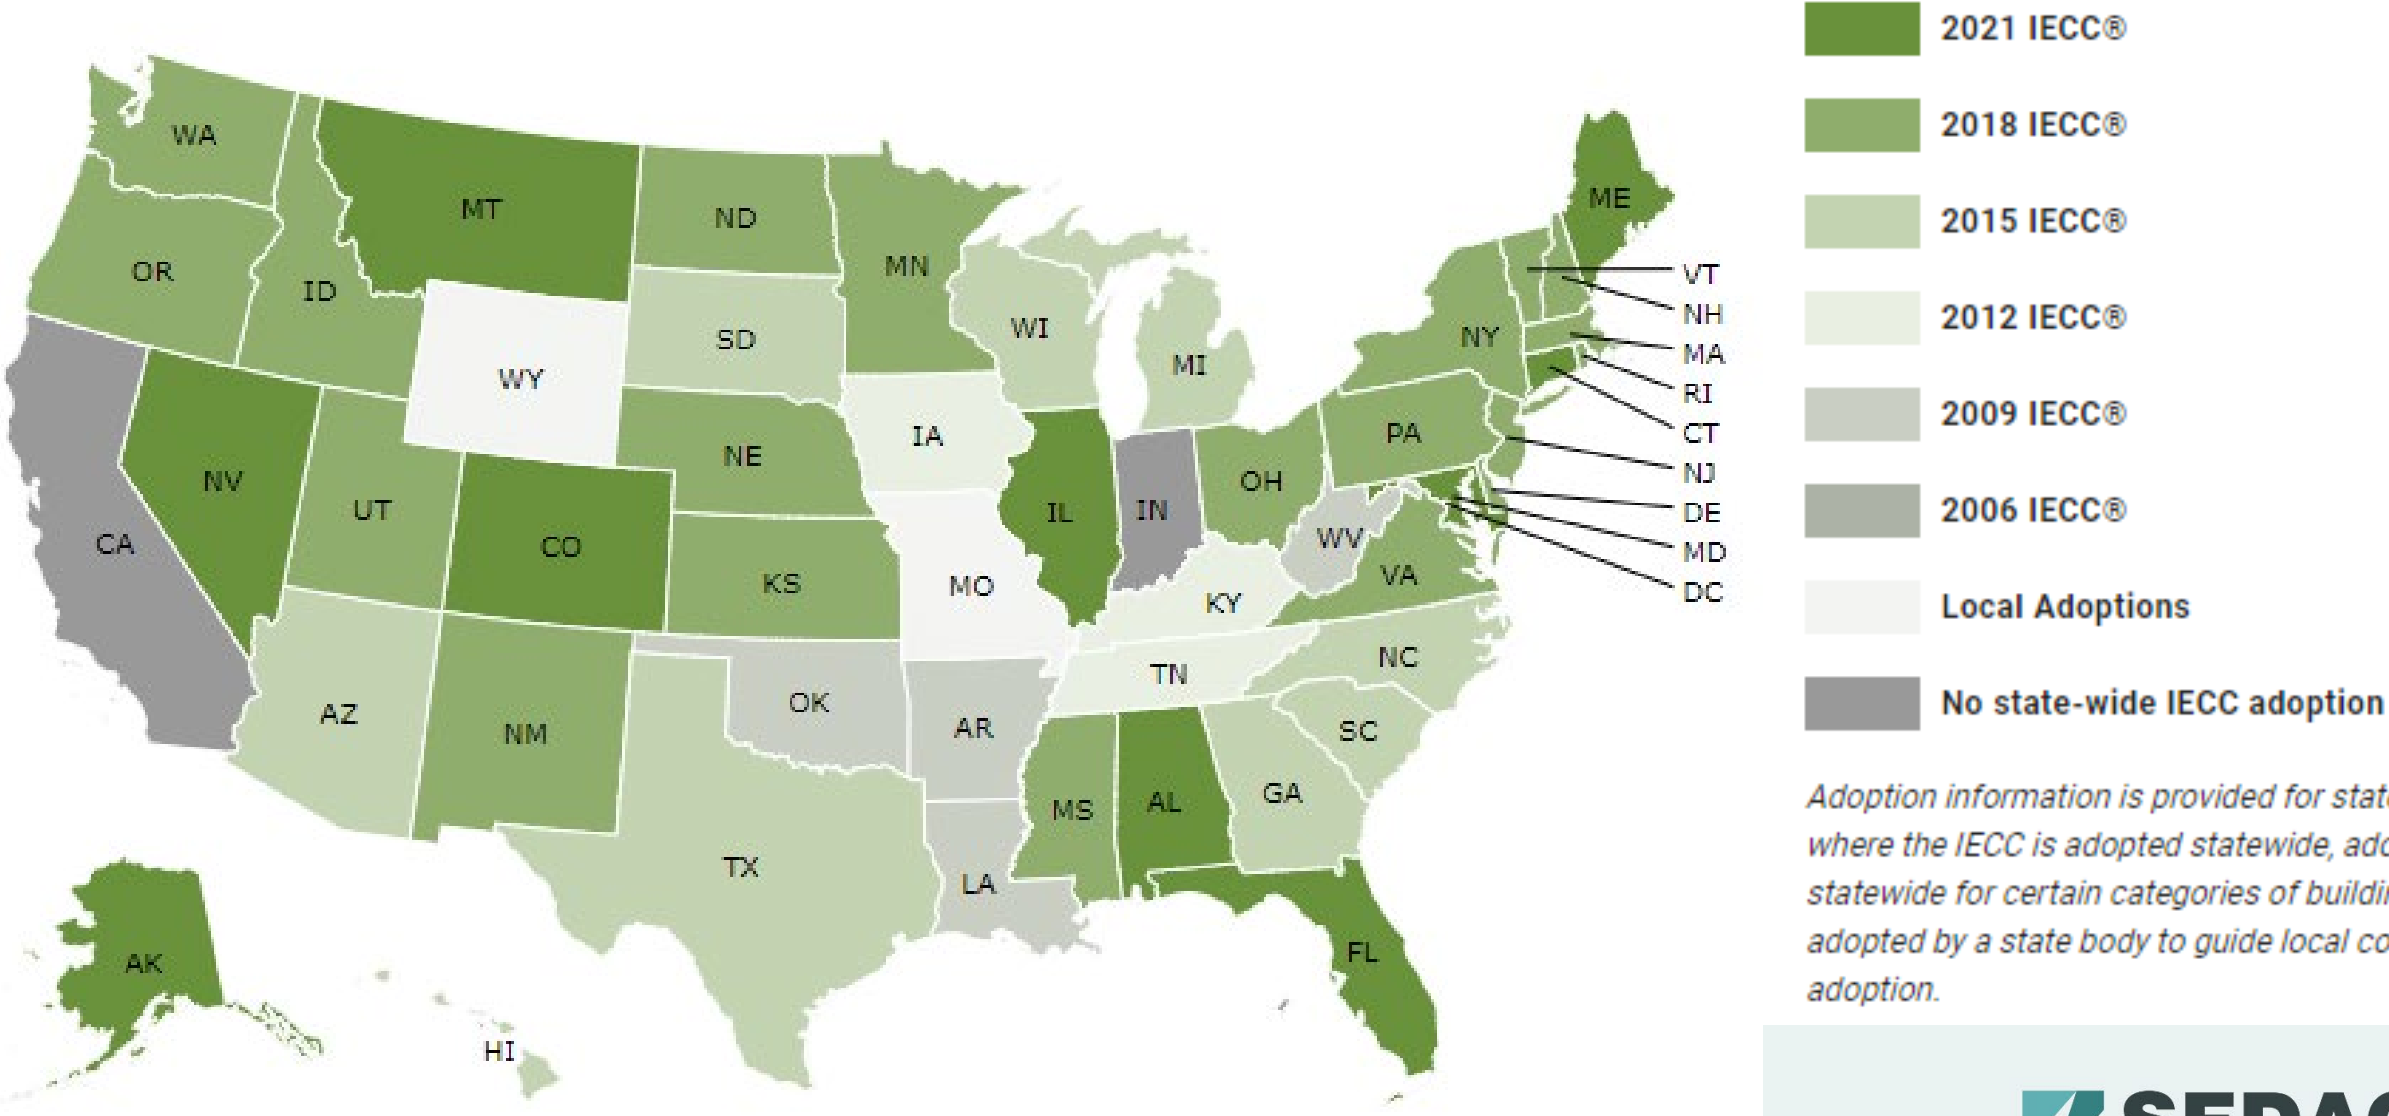 WA
MT
ND
MN
OR
ID
WY
SD
WI
MI
ME
VT
NH
MA
RI
CT
NJ
DE
MD
DC
NY
PA
NV
UT
CO
NE
IA
IL
IN
OH
WV
VA
CA
KS
MO
KY
TN
NC
SC
AZ
NM
OK
AR
MS
AL
GA
TX
LA
FL
AK
HI
2021 IECC®
2018 IECC®
2015 IECC®
2012 IECC®
2009 IECC®
2006 IECC®
Local Adoptions
No state-wide IECC adoption
Adoption information is provided for
where the IECC is adopted statewide,
statewide for certain categories of
adopted by a state body to guide local
adoption.
SEDAC